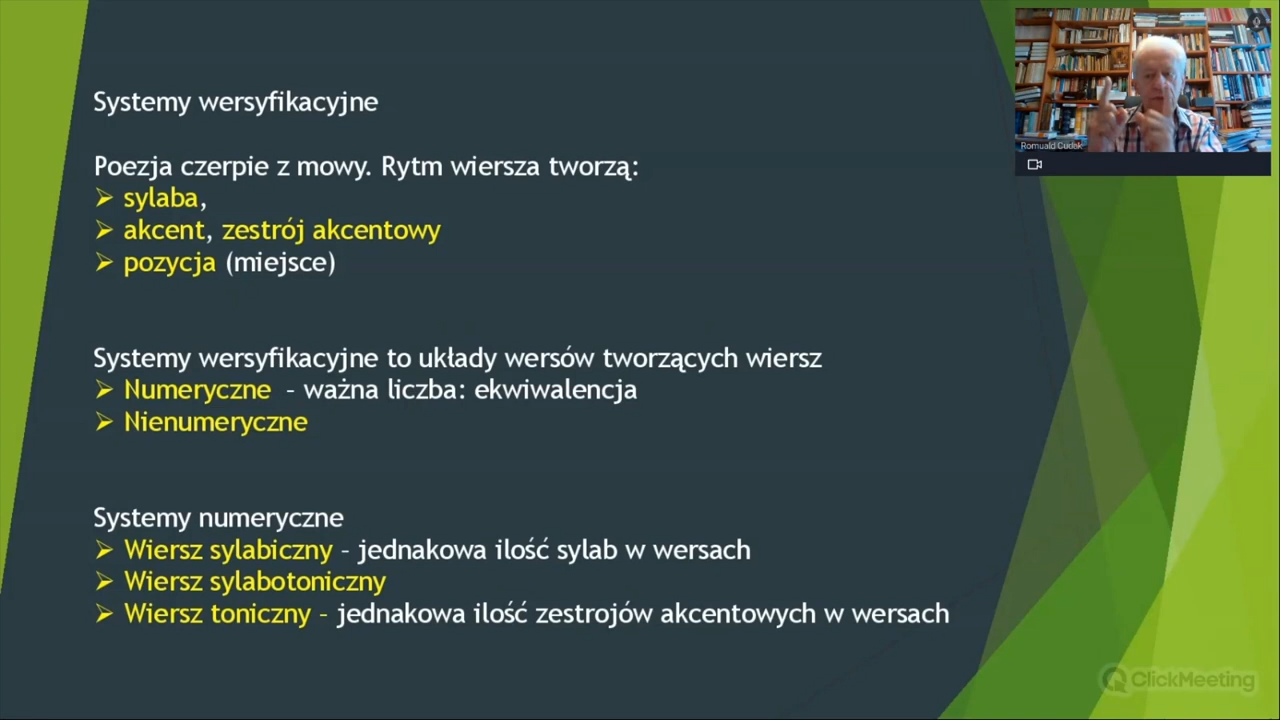 Systemy wersyfikacyjne
Poezja czerpie z mowy. Rytm wiersza tworzą:
sylaba,
akcent, zestrój akcentowy
pozycja (miejsce)
Systemy wersyfikacyjne to układy wersów tworzących wiersz
Numeryczne – ważna liczba: ekwiwalencja
Nienumeryczne
Systemy numeryczne
Wiersz sylabiczny – jednakowa ilość sylab w wersach
Wiersz sylabotoniczny
Wiersz toniczny – jednakowa ilość zestrojów akcentowych w wersach
Romuald Cudak
ClickMeeting